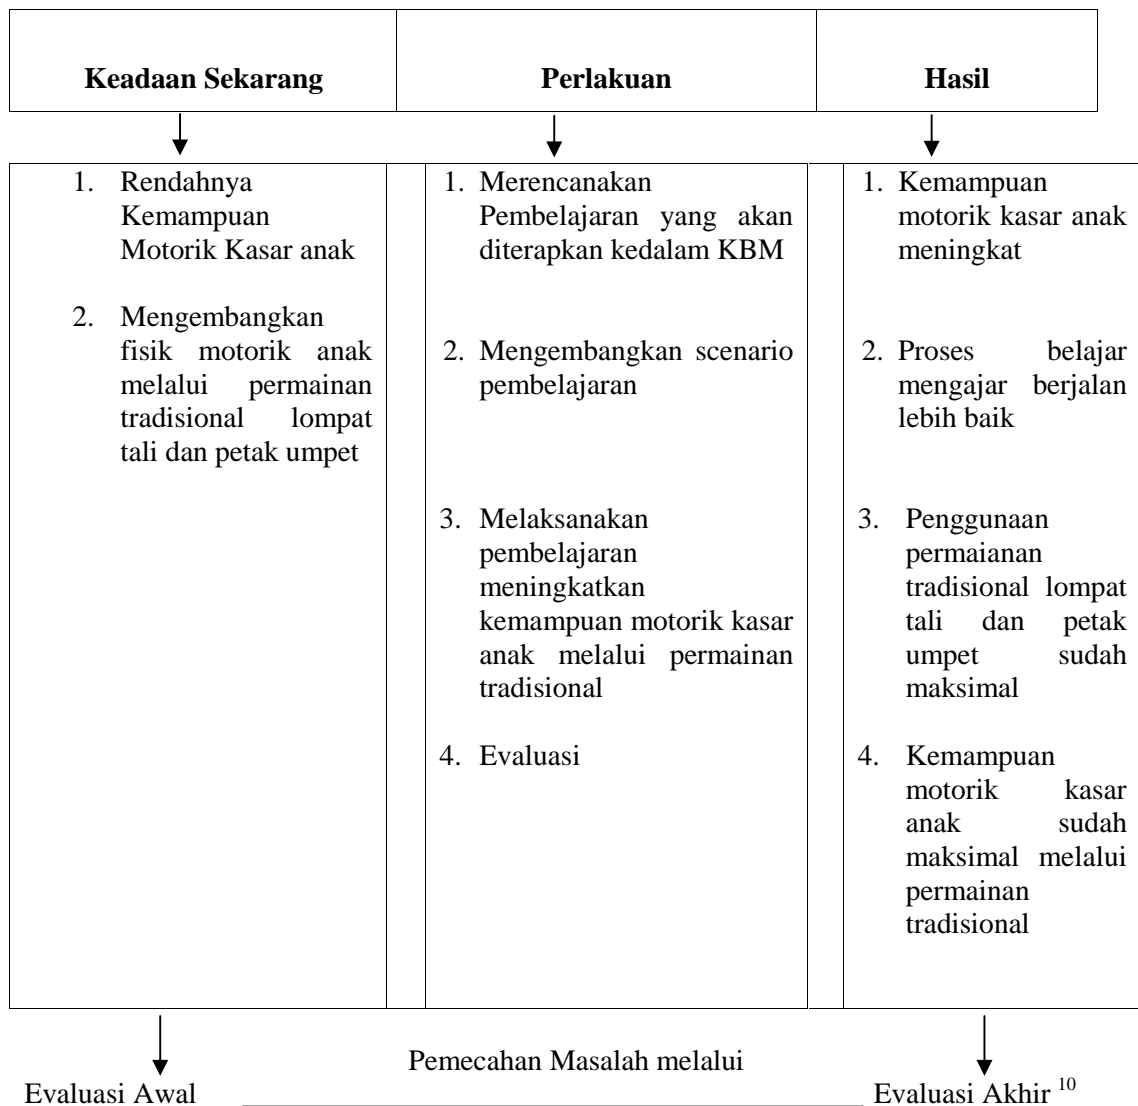 Keadaan Sekarang
Perlakuan
Hasil
1. Rendahnya
Kemampuan
Motorik Kasar anak
2. Mengembangkan
fisik motorik anak
melalui permainan
tradisional lompat
tali dan petak umpet
1. Merencanakan
Pembelajaran yang akan
diterapkan kedalam KBM
2. Mengembangkan scenario
pembelajaran
3. Melaksanakan
pembelajaran
meningkatkan
kemampuan motorik kasar
anak melalui permainan
tradisional
4. Evaluasi
1. Kemampuan
motorik kasar anak
meningkat
2. Proses belajar
mengajar berjalan
lebih baik
3. Penggunaan
permaianan
tradisional lompat
tali dan petak
umpet sudah
maksimal
4. Kemampuan
motorik kasar
anak sudah
maksimal melalui
permainan
tradisional
Pemecahan Masalah melalui
Evaluasi Awal
Evaluasi Akhir 10